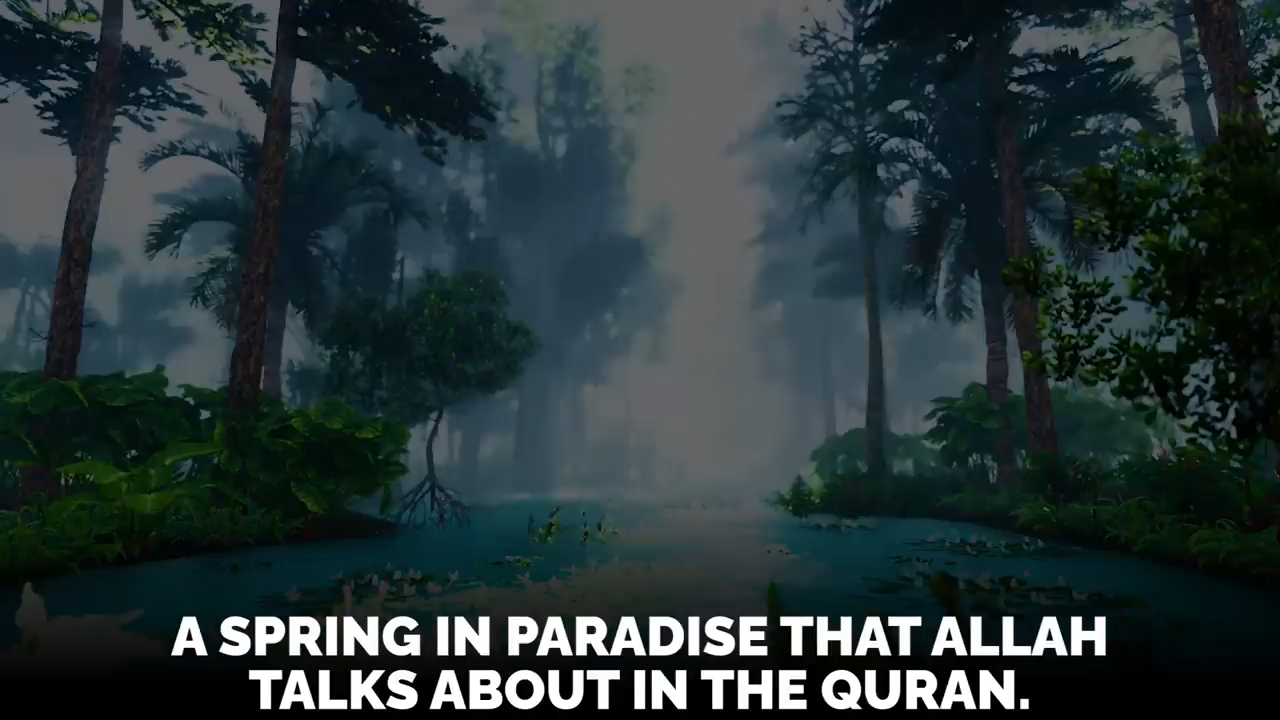 A SPRING IN PARADISE THAT ALLAH
TALKS ABOUT IN THE QURAN.